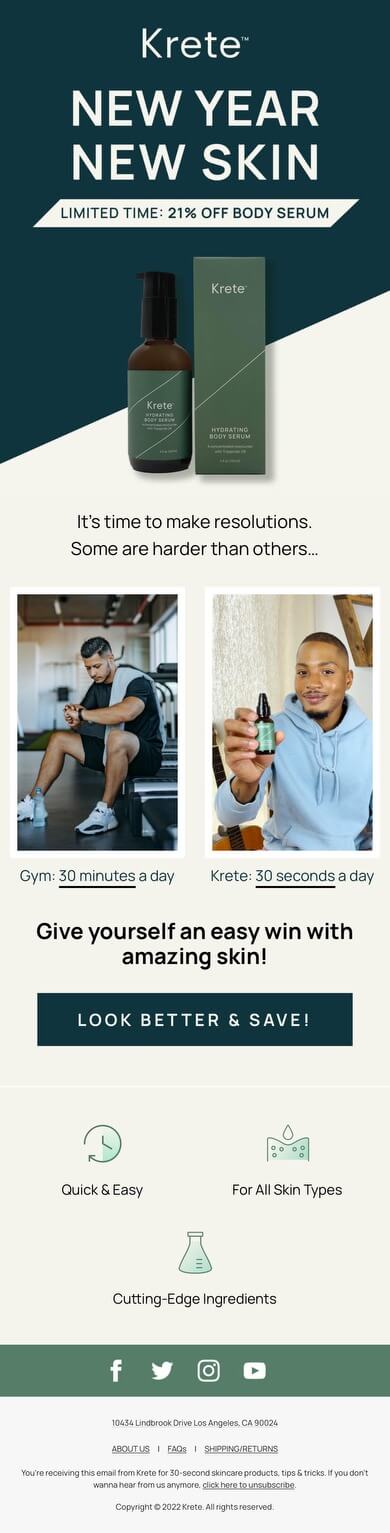 Krete™
NEW YEAR
NEW SKIN
LIMITED TIME: 21% OFF BODY SERUM
Krete
HYDRATING
BODY SERUM
Krete
HYDRATING
BODY SERUM
It's time to make resolutions.
Some are harder than others...
Gym: 30 minutes a day
Krete: 30 seconds a day
Give yourself an easy win with
amazing skin!
LOOK BETTER & SAVE!
Quick & Easy
For All Skin Types
Cutting-Edge Ingredients
10434 Lindbrook Drive Los Angeles, CA 90024
ABOUT US | FAQs | SHIPPING/RETURNS
You're receiving this email from Krete for 30-second skincare products, tips & tricks. If you don't
wanna hear from us anymore, click here to unsubscribe.
Copyright © 2022 Krete. All rights reserved.